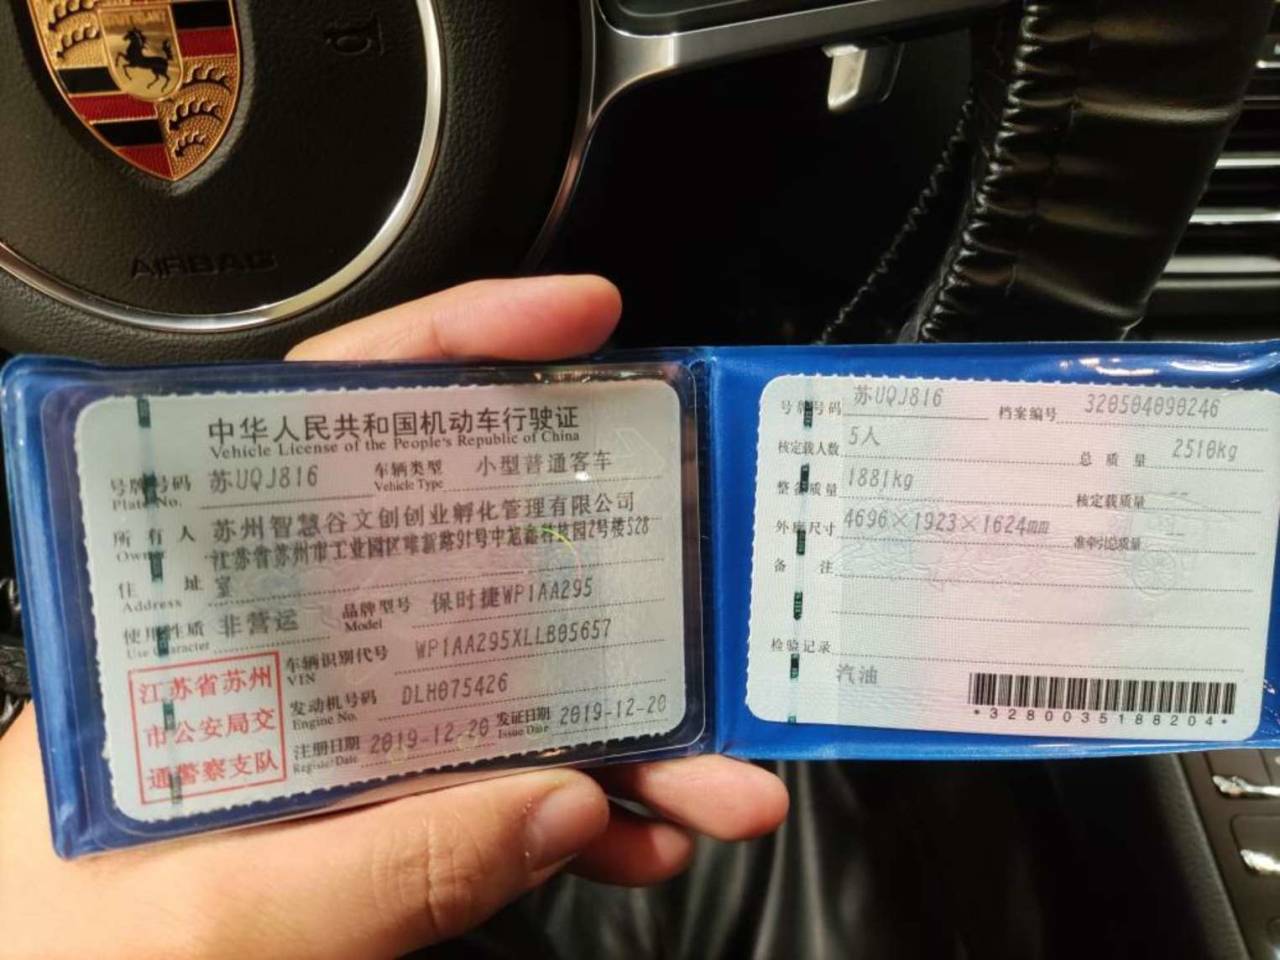 AIRBAG
中华人民共和国机动车行驶证
Vehicle License of the People's Republic of China
号牌号码 苏UQJ816 车辆类型 小型普通客车
Plate No. Vehicle Type
所有人 苏州智慧谷文创创业孵化管理有限公司
Owner
江苏省苏州市工业园区唯新路91号中龙鑫科技园2号楼528
住址 室
Address
使用性质 非营运 品牌型号 保时捷WP1AA295
Use Character Model
江苏省苏州
市公安局交
通警察支队
车辆识别代号 WP1AA295XLLB05657
VIN
发动机号码 DLH075426
Engine No.
注册日期 2019-12-20 发证日期 2019-12-20
Register Date Issue Date
号牌号码 苏UQJ816 档案编号 320504090246
核定载人数 5人 总质量 2510kg
整备质量 1881kg 核定载质量 --
外廓尺寸 4696×1923×1624mm 准牵引总质量
备注
检验记录
汽油
*3280035188204*